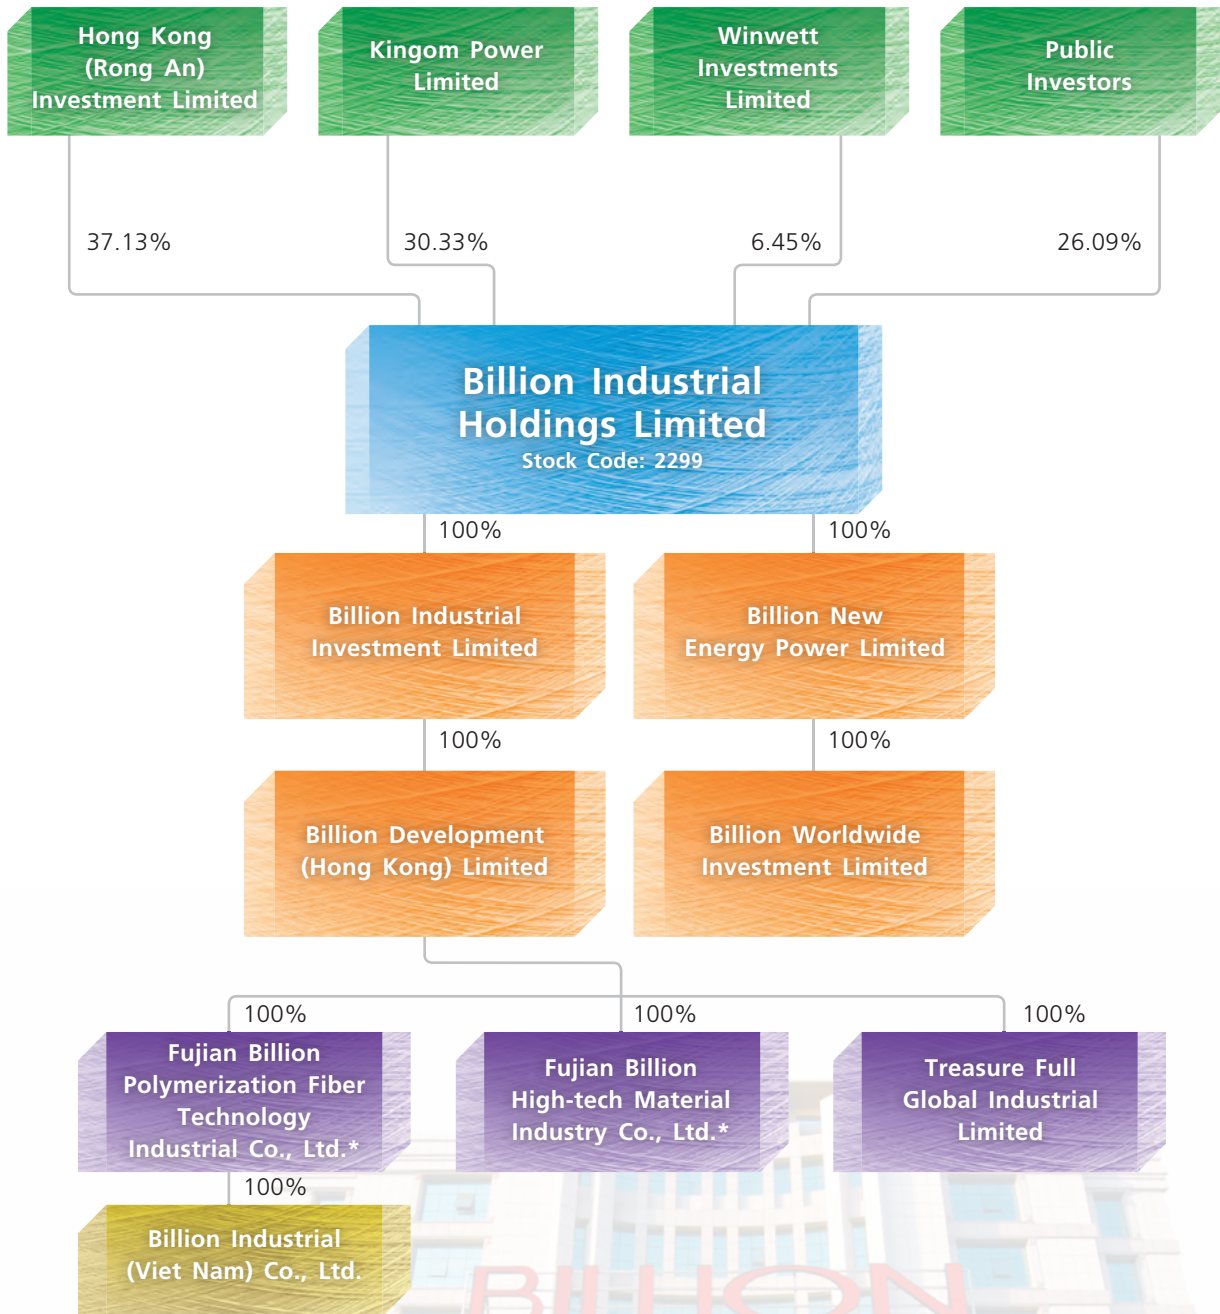 Hong Kong
(Rong An)
Investment Limited
Kingom Power
Limited
Winwett
Investments
Limited
Public
Investors
37.13%
30.33%
6.45%
26.09%
Billion Industrial
Holdings Limited
Stock Code: 2299
100%
100%
Billion Industrial
Investment Limited
Billion New
Energy Power Limited
100%
100%
Billion Development
(Hong Kong) Limited
Billion Worldwide
Investment Limited
100%
100%
100%
Fujian Billion
Polymerization Fiber
Technology
Industrial Co., Ltd.*
Fujian Billion
High-tech Material
Industry Co., Ltd.*
Treasure Full
Global Industrial
Limited
100%
Billion Industrial
(Viet Nam) Co., Ltd.
BILLION